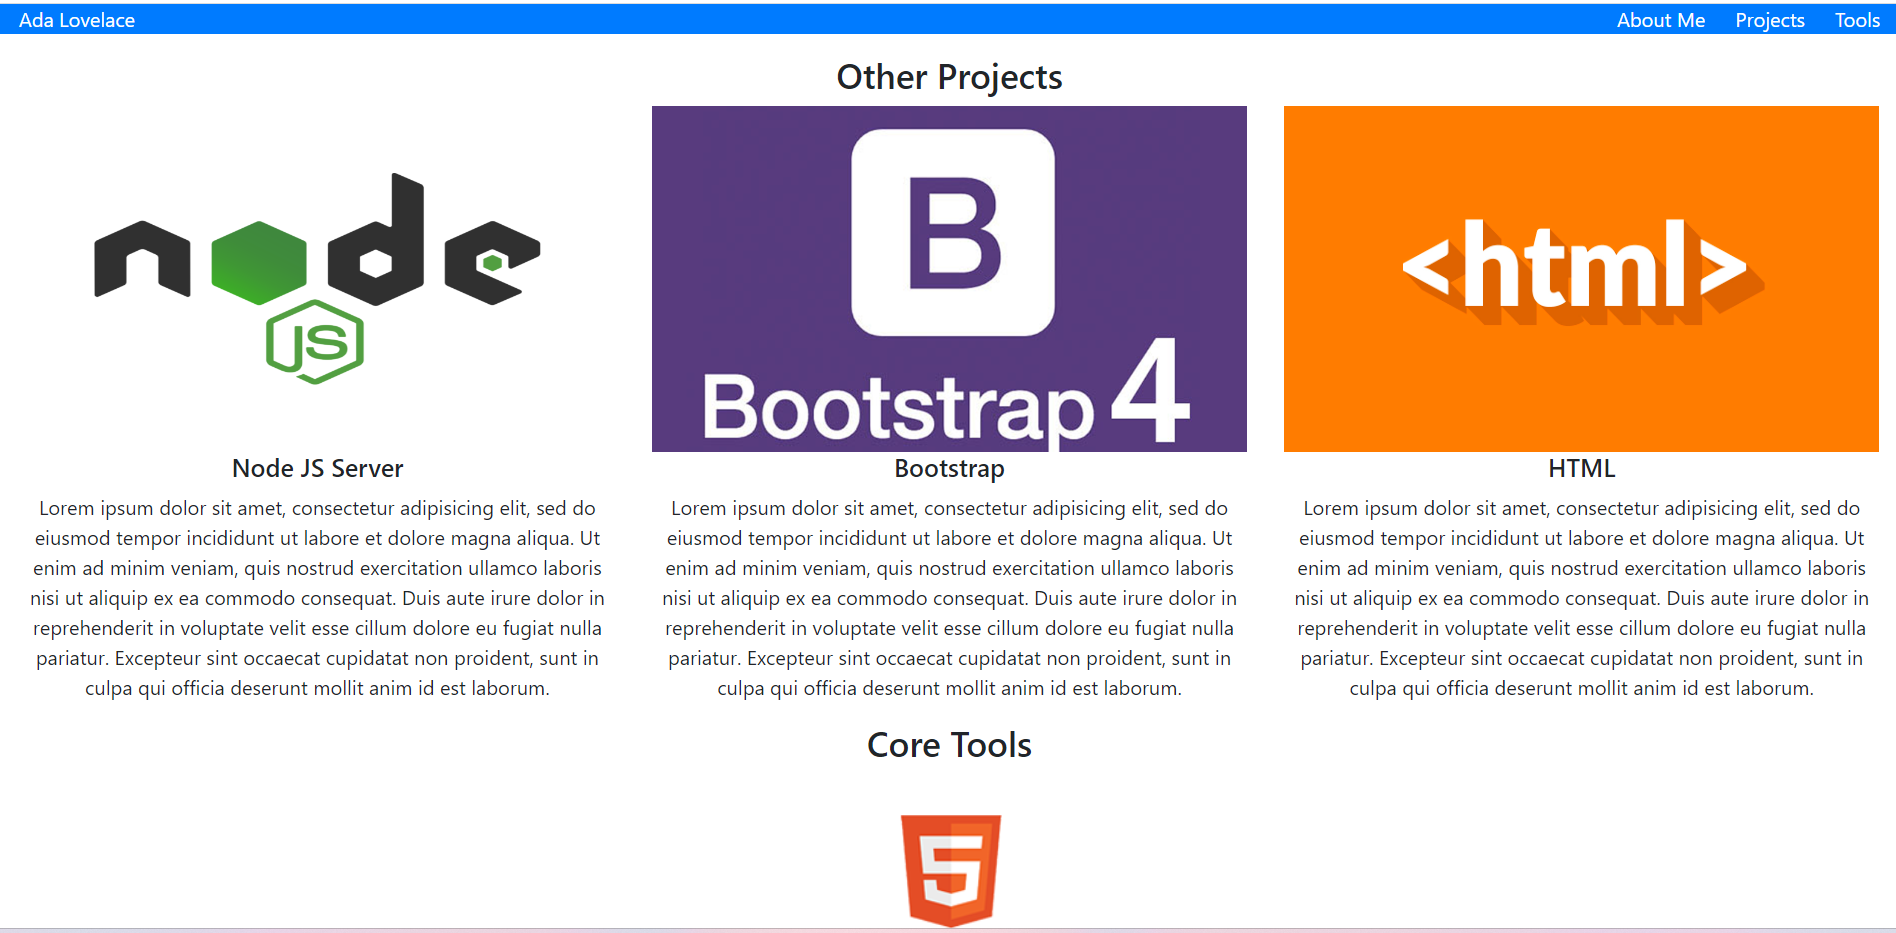 Ada Lovelace
About Me Projects Tools
Other Projects
node
JS
B
Bootstrap 4
<html>
Node JS Server
Lorem ipsum dolor sit amet, consectetur adipisicing elit, sed do
eiusmod tempor incididunt ut labore et dolore magna aliqua. Ut
enim ad minim veniam, quis nostrud exercitation ullamco laboris
nisi ut aliquip ex ea commodo consequat. Duis aute irure dolor in
reprehenderit in voluptate velit esse cillum dolore eu fugiat nulla
pariatur. Excepteur sint occaecat cupidatat non proident, sunt in
culpa qui officia deserunt mollit anim id est laborum.
Bootstrap
Lorem ipsum dolor sit amet, consectetur adipisicing elit, sed do
eiusmod tempor incididunt ut labore et dolore magna aliqua. Ut
enim ad minim veniam, quis nostrud exercitation ullamco laboris
nisi ut aliquip ex ea commodo consequat. Duis aute irure dolor in
reprehenderit in voluptate velit esse cillum dolore eu fugiat nulla
pariatur. Excepteur sint occaecat cupidatat non proident, sunt in
culpa qui officia deserunt mollit anim id est laborum.
HTML
Lorem ipsum dolor sit amet, consectetur adipisicing elit, sed do
eiusmod tempor incididunt ut labore et dolore magna aliqua. Ut
enim ad minim veniam, quis nostrud exercitation ullamco laboris
nisi ut aliquip ex ea commodo consequat. Duis aute irure dolor in
reprehenderit in voluptate velit esse cillum dolore eu fugiat nulla
pariatur. Excepteur sint occaecat cupidatat non proident, sunt in
culpa qui officia deserunt mollit anim id est laborum.
Core Tools
5